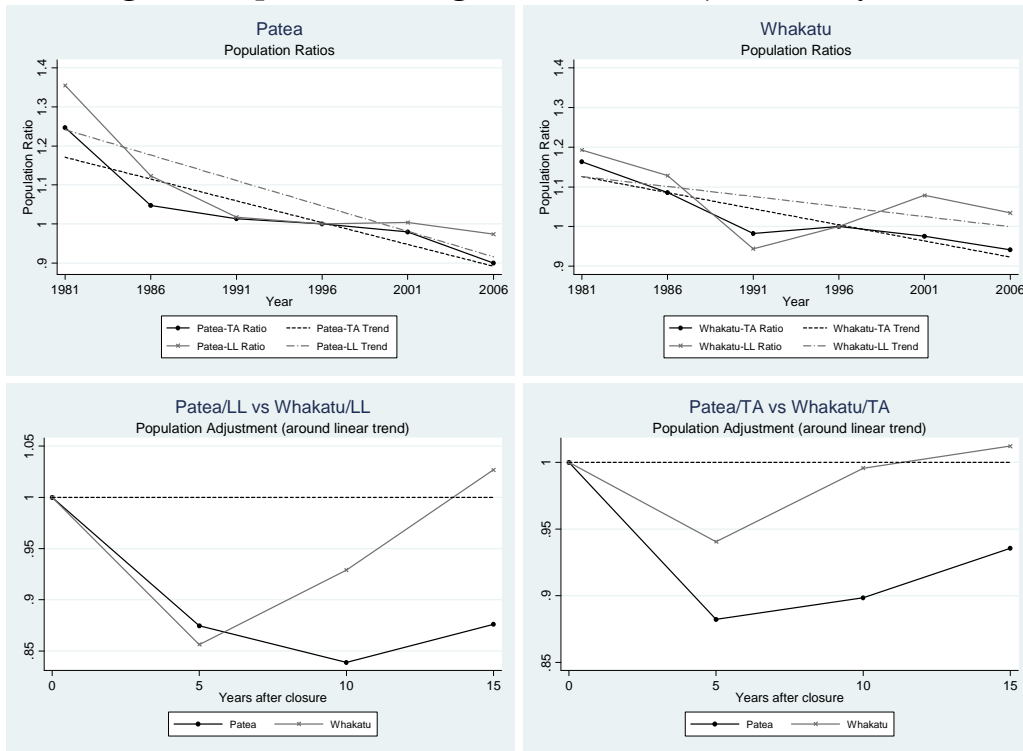 Patea
Population Ratios
Population Ratio
1.4
1.3
1.2
1.1
1
.9
1981 1986 1991 1996 2001 2006
Year
Patea-TA Ratio Patea-TA Trend
Patea-LL Ratio Patea-LL Trend
Whakatu
Population Ratios
Population Ratio
1.4
1.3
1.2
1.1
1
.9
1981 1986 1991 1996 2001 2006
Year
Whakatu-TA Ratio Whakatu-TA Trend
Whakatu-LL Ratio Whakatu-LL Trend
Patea/LL vs Whakatu/LL
Population Adjustment (around linear trend)
1.05
1
.95
.9
.85
0 5 10 15
Years after closure
Patea Whakatu
Patea/TA vs Whakatu/TA
Population Adjustment (around linear trend)
1
.95
.9
.85
0 5 10 15
Years after closure
Patea Whakatu